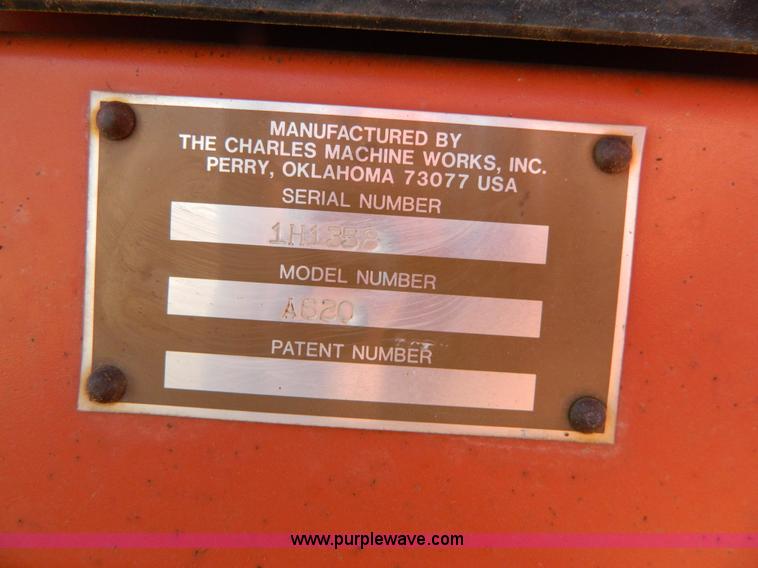 MANUFACTURED BY
THE CHARLES MACHINE WORKS, INC.
PERRY, OKLAHOMA 73077 USA
SERIAL NUMBER
MODEL NUMBER
A620
PATENT NUMBER
www.purplewave.com